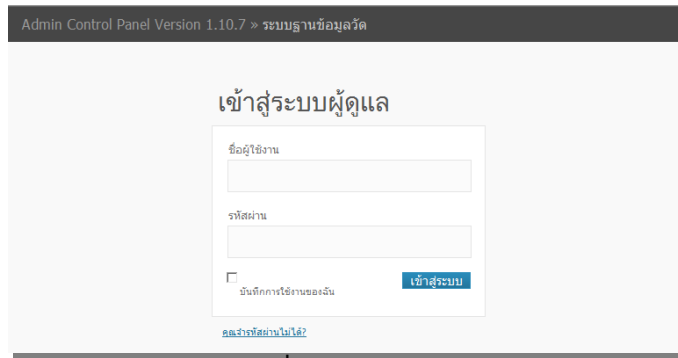 Admin Control Panel Version 1.10.7 » ระบบฐานข้อมูลวัด
เข้าสู่ระบบผู้ดูแล
ชื่อผู้ใช้งาน
รหัสผ่าน
บันทึกการใช้งานของฉัน
เข้าสู่ระบบ
คุณจำรหัสผ่านไม่ได้?